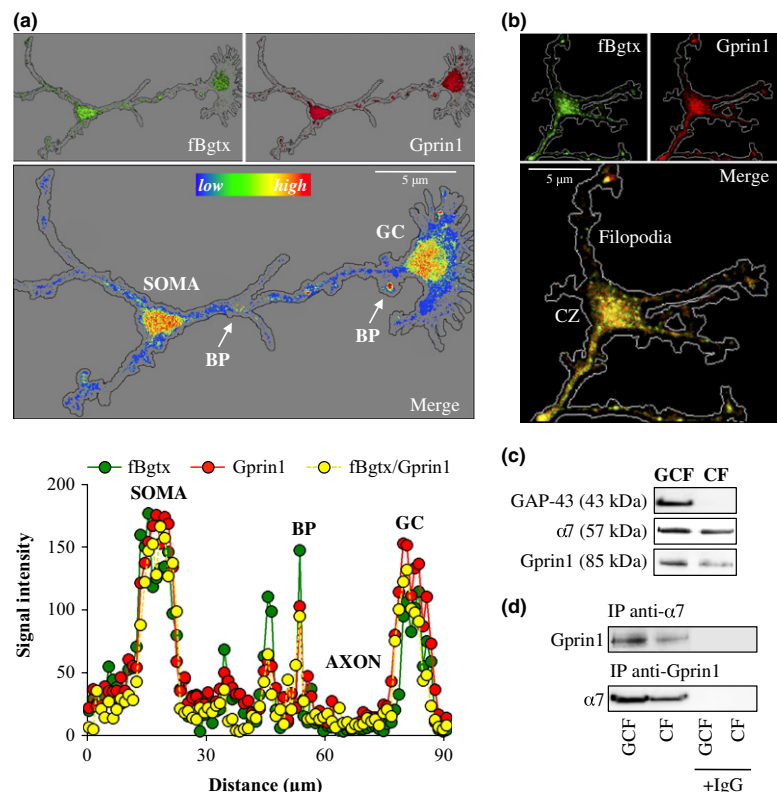 (a)
fBgtx
Gprin1
5 µm
low high
GC
SOMA
BP
BP
Merge
fBgtx Gprin1 fBgtx/Gprin1
200
150
100
50
0
Signal intensity
SOMA
BP
GC
AXON
0 30 60 90
Distance (µm)
(b)
fBgtx
Gprin1
5 µm
Merge
Filopodia
CZ
(c)
GCF CF
GAP-43 (43 kDa)
α7 (57 kDa)
Gprin1 (85 kDa)
(d)
IP anti-α7
Gprin1
IP anti-Gprin1
α7
GCF CF GCF CF
+IgG